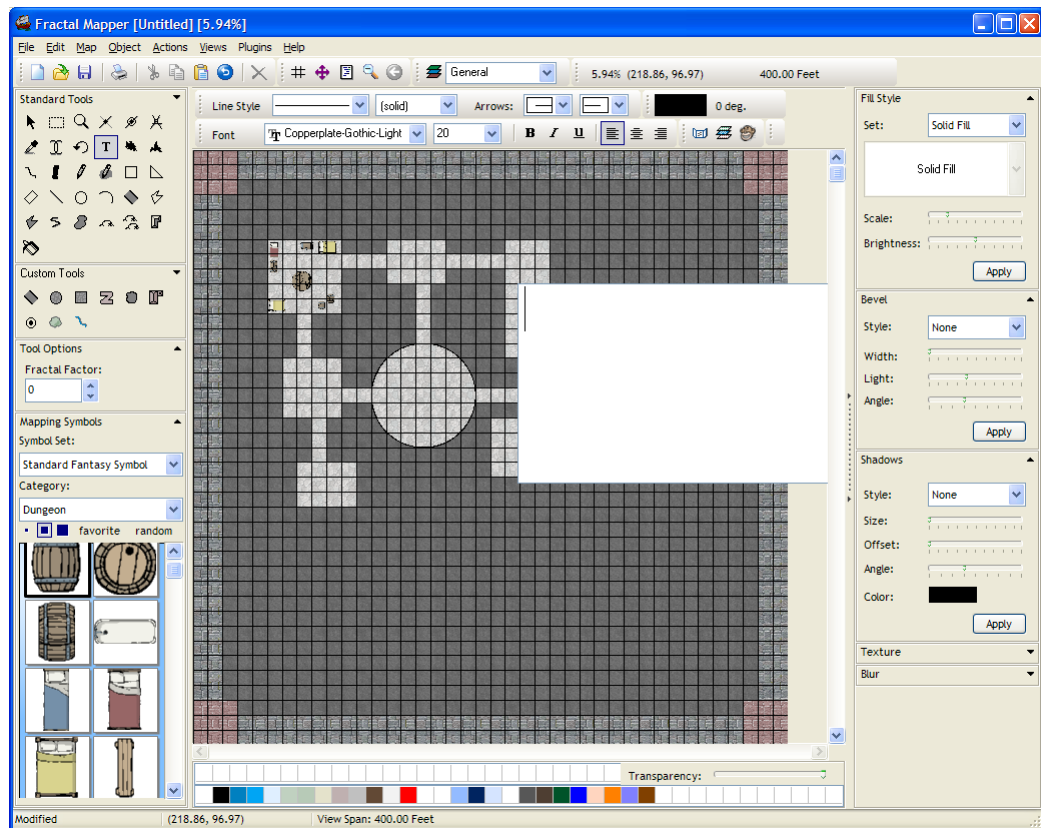 Fractal Mapper [Untitled] [5.94%]
File Edit Map Object Actions Views Plugins Help
General 5.94% (218.86, 96.97) 400.00 Feet
Standard Tools
T
Custom Tools
Tool Options
Fractal Factor:
0
Mapping Symbols
Symbol Set:
Standard Fantasy Symbol
Category:
Dungeon
favorite random
Line Style (solid) Arrows: 0 deg.
Font Copperplate-Gothic-Light 20 B I U
Fill Style
Set: Solid Fill
Solid Fill
Scale:
Brightness:
Apply
Bevel
Style: None
Width:
Light:
Angle:
Apply
Shadows
Style: None
Size:
Offset:
Angle:
Color:
Apply
Texture
Blur
Transparency:
Modified (218.86, 96.97) View Span: 400.00 Feet